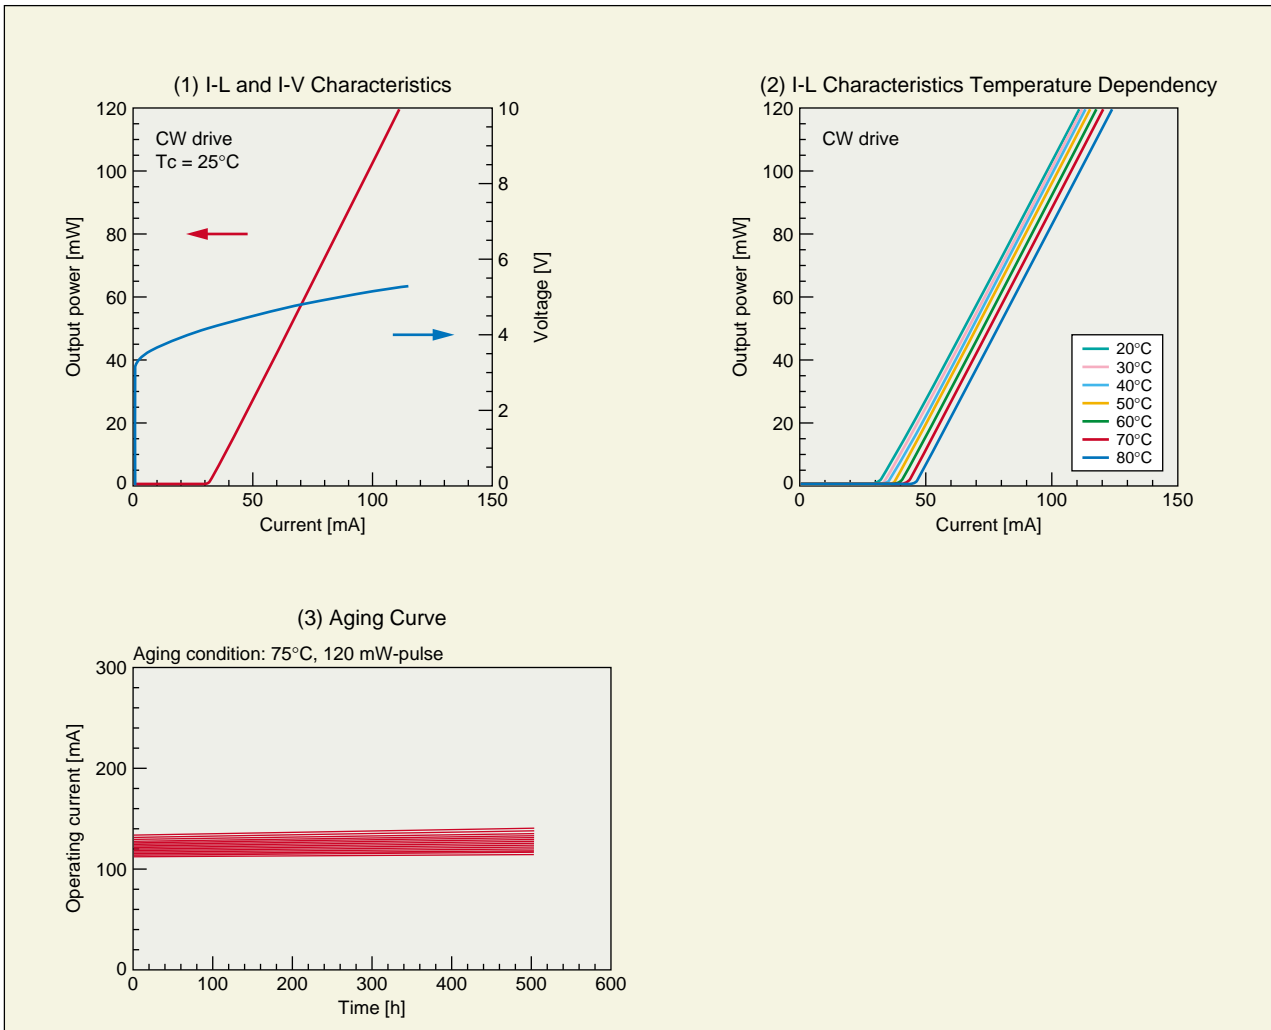 (1) I-L and I-V Characteristics
CW drive
Tc = 25°C
120
100
80
60
40
20
0
10
8
6
4
2
0
0
50
100
150
Output power [mW]
Voltage [V]
Current [mA]
(2) I-L Characteristics Temperature Dependency
CW drive
120
100
80
60
40
20
0
0
50
100
150
Output power [mW]
Current [mA]
20°C
30°C
40°C
50°C
60°C
70°C
80°C
(3) Aging Curve
Aging condition: 75°C, 120 mW-pulse
300
200
100
0
0
100
200
300
400
500
600
Operating current [mA]
Time [h]